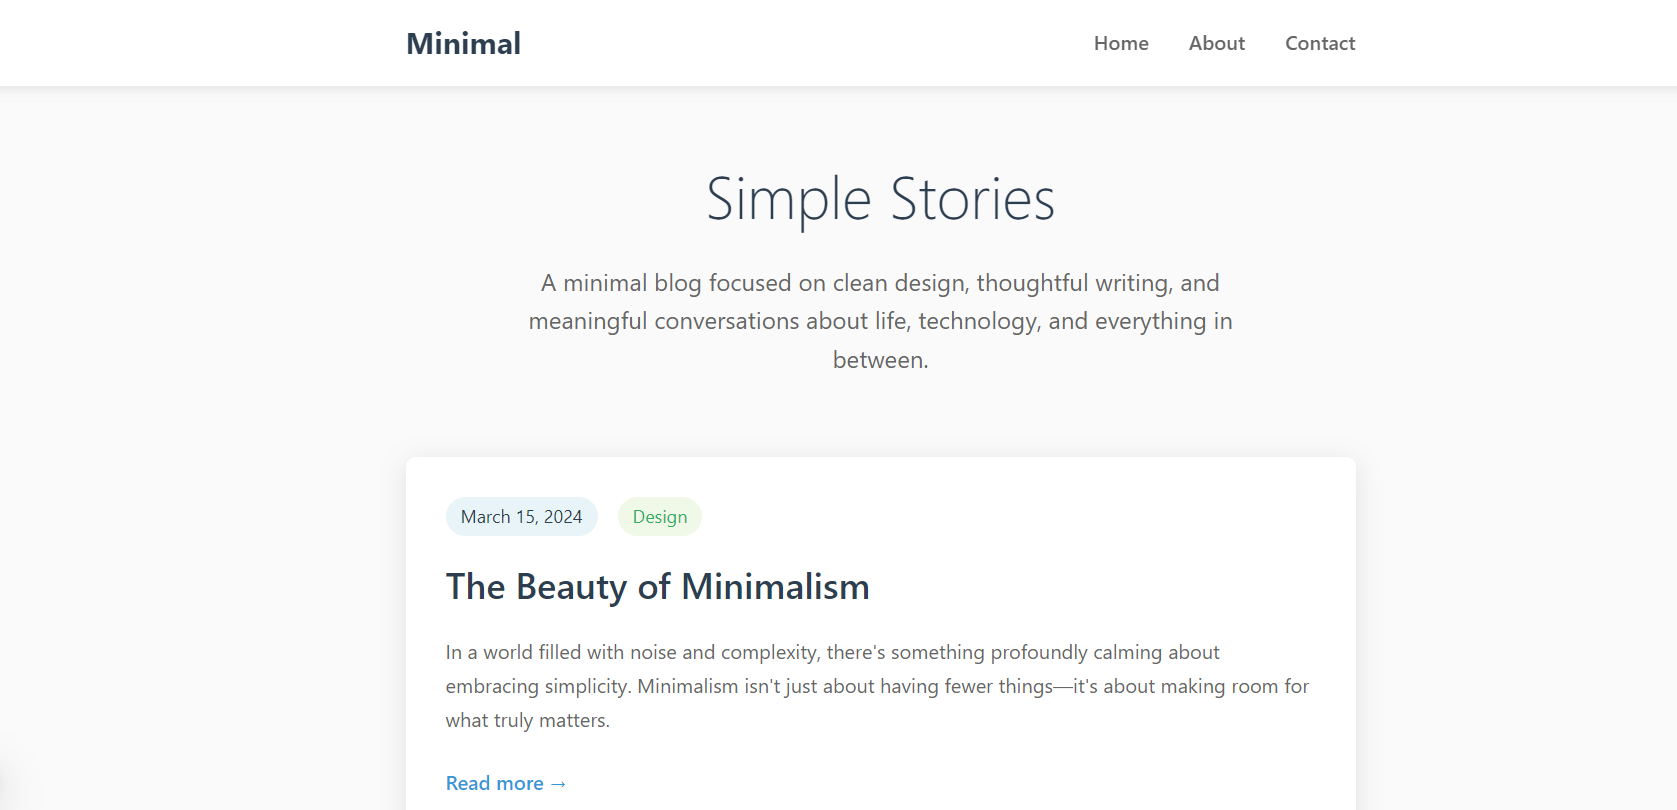 Minimal
Home About Contact
Simple Stories
A minimal blog focused on clean design, thoughtful writing, and
meaningful conversations about life, technology, and everything in
between.
March 15, 2024 Design
The Beauty of Minimalism
In a world filled with noise and complexity, there's something profoundly calming about
embracing simplicity. Minimalism isn't just about having fewer things—it's about making room for
what truly matters.
Read more →